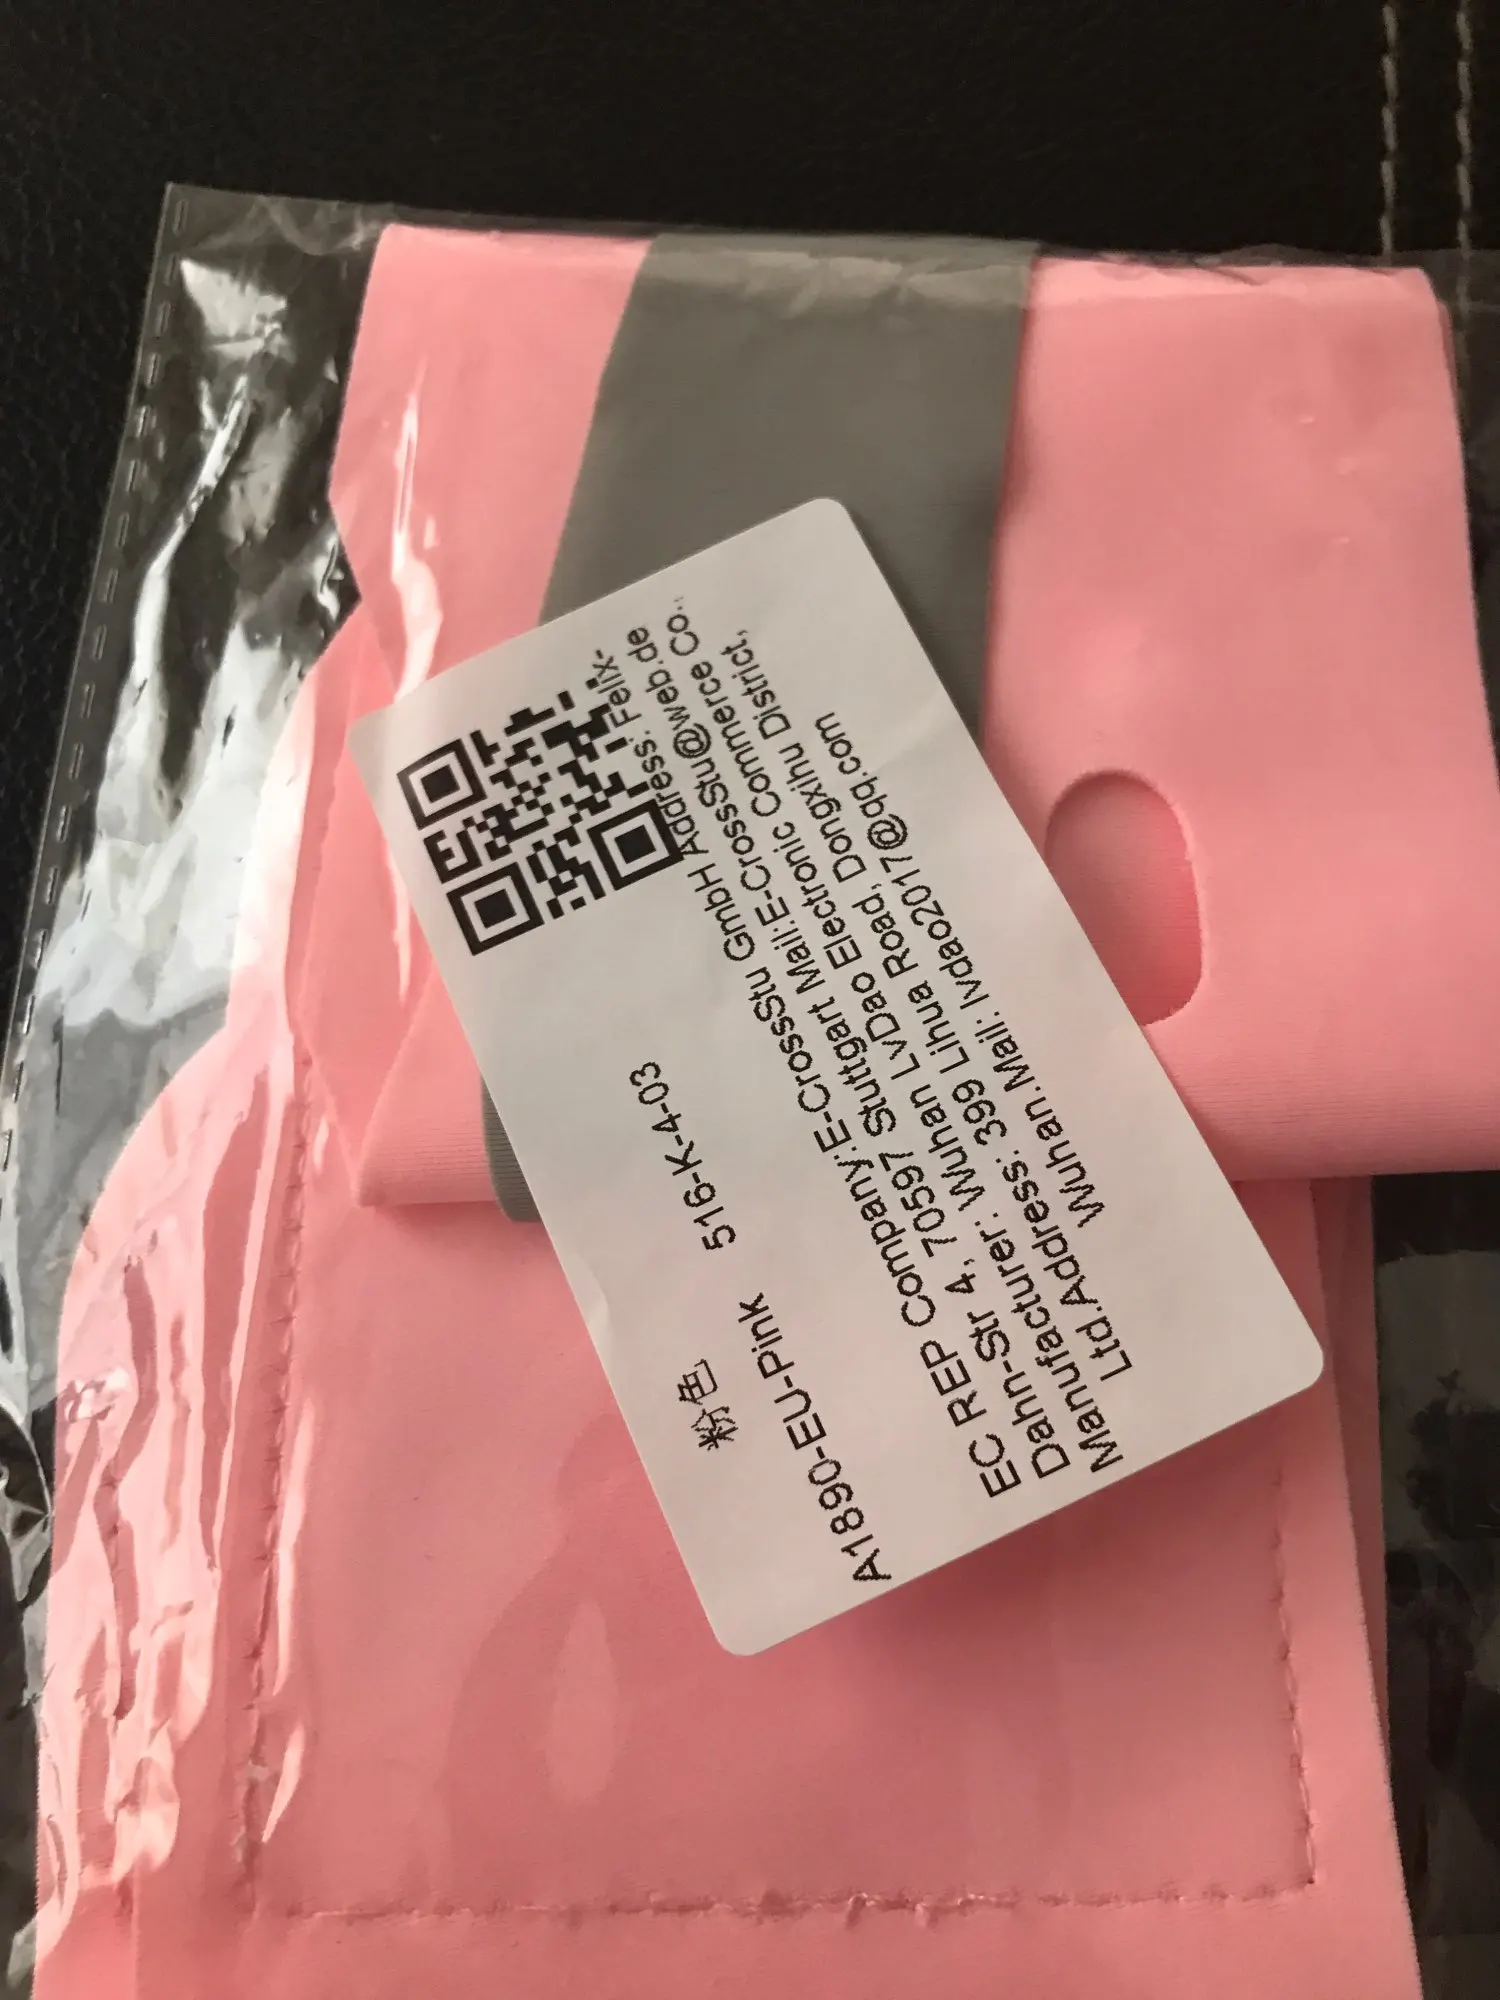 粉色 516-K-4-03
A1890-EU-Pink
EC REP Company:E-CrossStu GmbH Address: Felix-
Dahn-Str 4, 70597 Stuttgart Mail:E-CrossStu@web.de
Manufacturer: Wuhan LvDao Electronic Commerce Co.,
Ltd.Address: 399 Lihua Road, Dongxihu District,
Wuhan.Mail: lvdao2017@qq.com